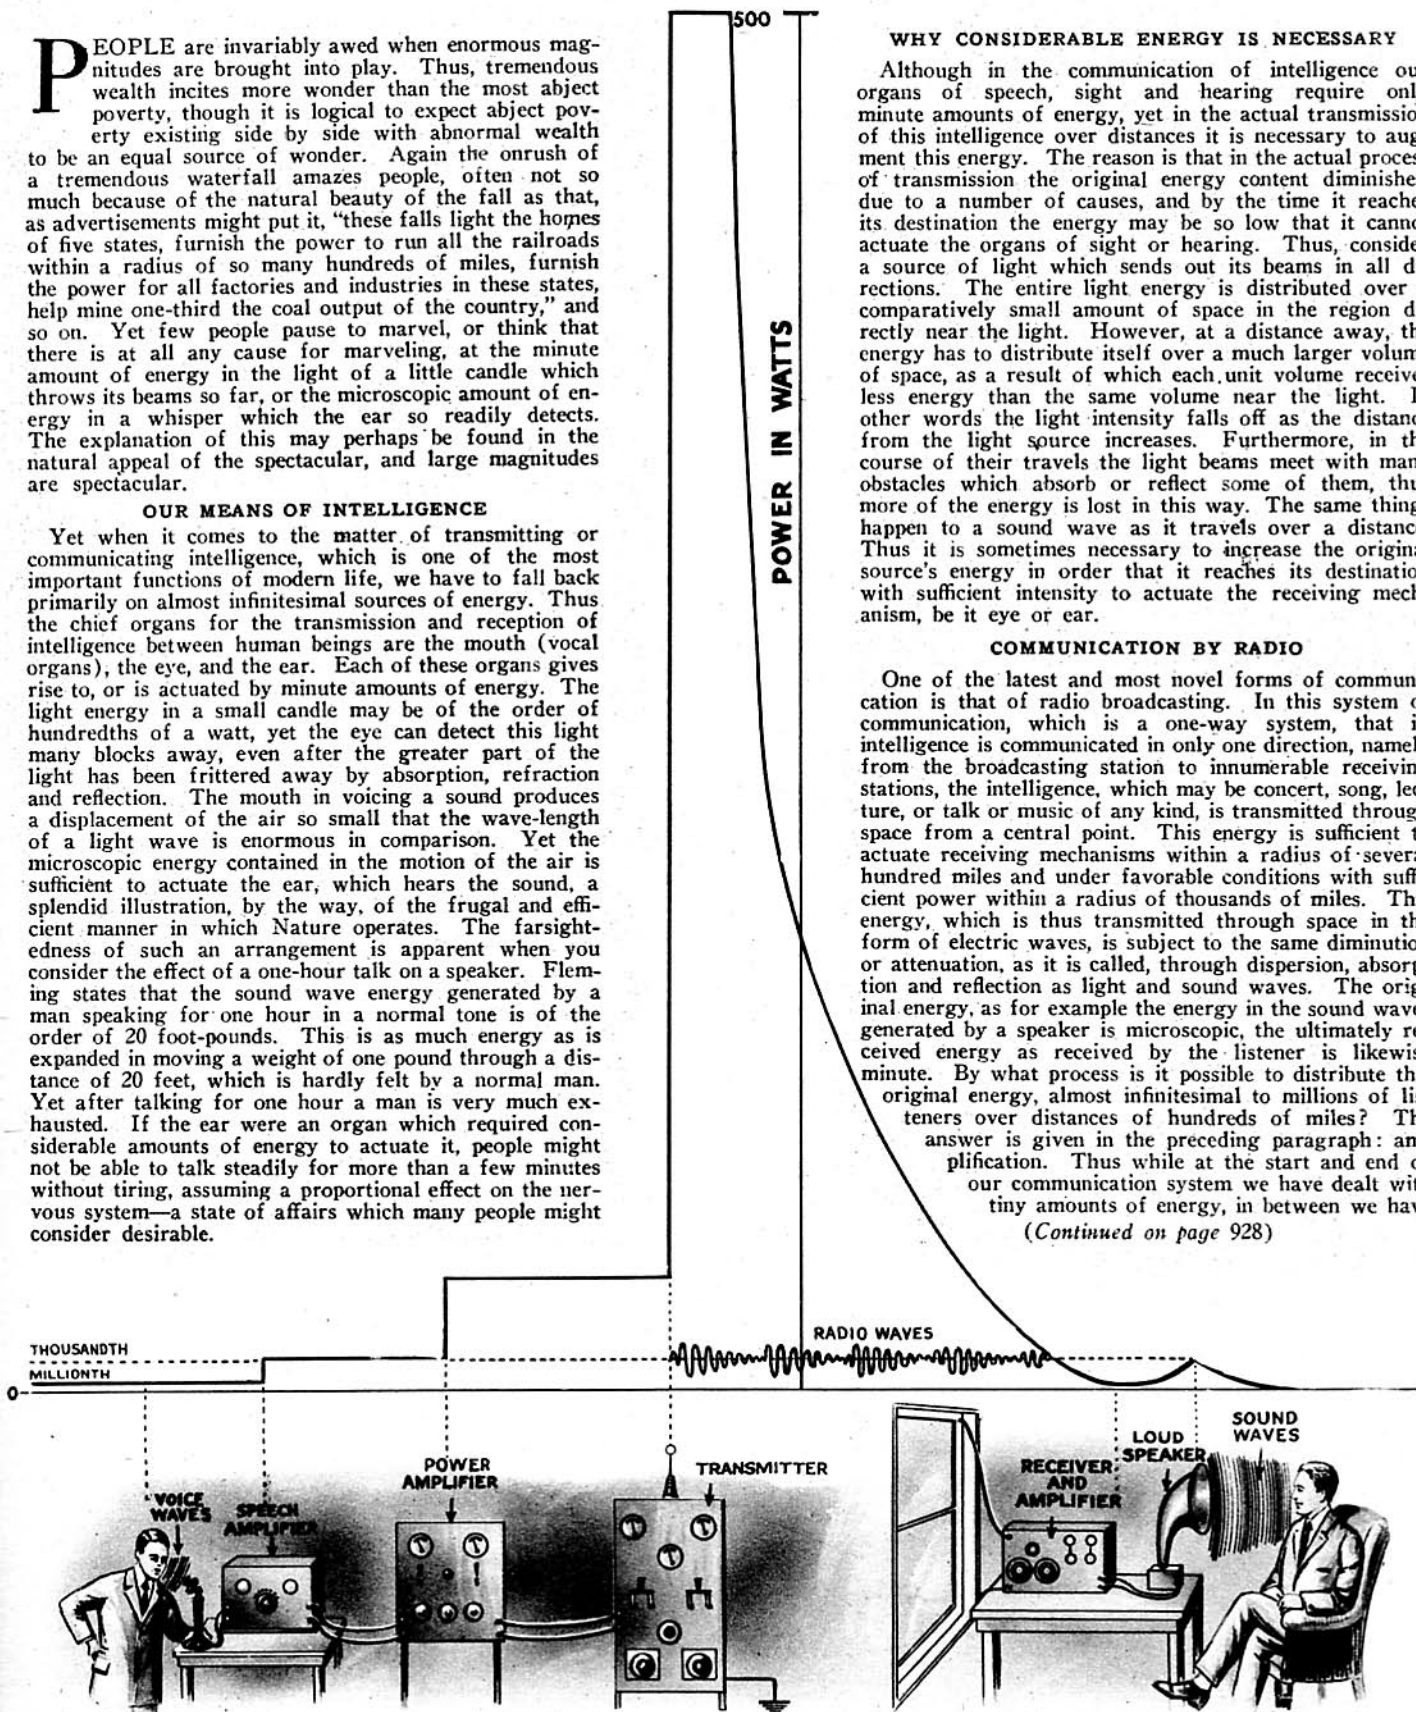 PEOPLE are invariably awed when enormous mag-
nitudes are brought into play. Thus, tremendous
wealth incites more wonder than the most abject
poverty, though it is logical to expect abject pov-
erty existing side by side with abnormal wealth
to be an equal source of wonder. Again the onrush of
a tremendous waterfall amazes people, often not so
much because of the natural beauty of the fall as that,
as advertisements might put it, "these falls light the homes
of five states, furnish the power to run all the railroads
within a radius of so many hundreds of miles, furnish
the power for all factories and industries in these states,
help mine one-third the coal output of the country," and
so on. Yet few people pause to marvel, or think that
there is at all any cause for marveling, at the minute
amount of energy in the light of a little candle which
throws its beams so far, or the microscopic amount of en-
ergy in a whisper which the ear so readily detects.
The explanation of this may perhaps be found in the
natural appeal of the spectacular, and large magnitudes
are spectacular.
OUR MEANS OF INTELLIGENCE
Yet when it comes to the matter of transmitting or
communicating intelligence, which is one of the most
important functions of modern life, we have to fall back
primarily on almost infinitesimal sources of energy. Thus
the chief organs for the transmission and reception of
intelligence between human beings are the mouth (vocal
organs), the eye, and the ear. Each of these organs gives
rise to, or is actuated by minute amounts of energy. The
light energy in a small candle may be of the order of
hundredths of a watt, yet the eye can detect this light
many blocks away, even after the greater part of the
light has been frittered away by absorption, refraction
and reflection. The mouth in voicing a sound produces
a displacement of the air so small that the wave-length
of a light wave is enormous in comparison. Yet the
microscopic energy contained in the motion of the air is
sufficient to actuate the ear, which hears the sound, a
splendid illustration, by the way, of the frugal and effi-
cient manner in which Nature operates. The farsight-
edness of such an arrangement is apparent when you
consider the effect of a one-hour talk on a speaker. Flem-
ing states that the sound wave energy generated by a
man speaking for one hour in a normal tone is of the
order of 20 foot-pounds. This is as much energy as is
expanded in moving a weight of one pound through a dis-
tance of 20 feet, which is hardly felt by a normal man.
Yet after talking for one hour a man is very much ex-
hausted. If the ear were an organ which required con-
siderable amounts of energy to actuate it, people might
not be able to talk steadily for more than a few minutes
without tiring, assuming a proportional effect on the ner-
vous system—a state of affairs which many people might
consider desirable.
500
POWER IN WATTS
WHY CONSIDERABLE ENERGY IS NECESSARY
Although in the communication of intelligence ou
organs of speech, sight and hearing require onl
minute amounts of energy, yet in the actual transmissio
of this intelligence over distances it is necessary to aug
ment this energy. The reason is that in the actual proces
of transmission the original energy content diminishe
due to a number of causes, and by the time it reache
its destination the energy may be so low that it canno
actuate the organs of sight or hearing. Thus, conside
a source of light which sends out its beams in all d
rections. The entire light energy is distributed over
comparatively small amount of space in the region d
rectly near the light. However, at a distance away, th
energy has to distribute itself over a much larger volum
of space, as a result of which each unit volume receive
less energy than the same volume near the light. I
other words the light intensity falls off as the distanc
from the light source increases. Furthermore, in th
course of their travels the light beams meet with man
obstacles which absorb or reflect some of them, thu
more of the energy is lost in this way. The same thing
happen to a sound wave as it travels over a distanc
Thus it is sometimes necessary to increase the origina
source's energy in order that it reaches its destinatio
with sufficient intensity to actuate the receiving mech
anism, be it eye or ear.
COMMUNICATION BY RADIO
One of the latest and most novel forms of commun
cation is that of radio broadcasting. In this system o
communication, which is a one-way system, that i
intelligence is communicated in only one direction, namel
from the broadcasting station to innumerable receivin
stations, the intelligence, which may be concert, song, lec
ture, or talk or music of any kind, is transmitted throug
space from a central point. This energy is sufficient t
actuate receiving mechanisms within a radius of severa
hundred miles and under favorable conditions with suff
cient power within a radius of thousands of miles. Th
energy, which is thus transmitted through space in th
form of electric waves, is subject to the same diminutio
or attenuation, as it is called, through dispersion, absorp
tion and reflection as light and sound waves. The orig
inal energy, as for example the energy in the sound wave
generated by a speaker is microscopic, the ultimately re
ceived energy as received by the listener is likewis
minute. By what process is it possible to distribute th
original energy, almost infinitesimal to millions of lis
teners over distances of hundreds of miles? Th
answer is given in the preceding paragraph: am
plification. Thus while at the start and end o
our communication system we have dealt wit
tiny amounts of energy, in between we hav
(Continued on page 928)
THOUSANDTH
MILLIONTH
0
RADIO WAVES
VOICE
WAVES
SPEECH
AMPLIFIER
POWER
AMPLIFIER
TRANSMITTER
RECEIVER
AND
AMPLIFIER
LOUD
SPEAKER
SOUND
WAVES